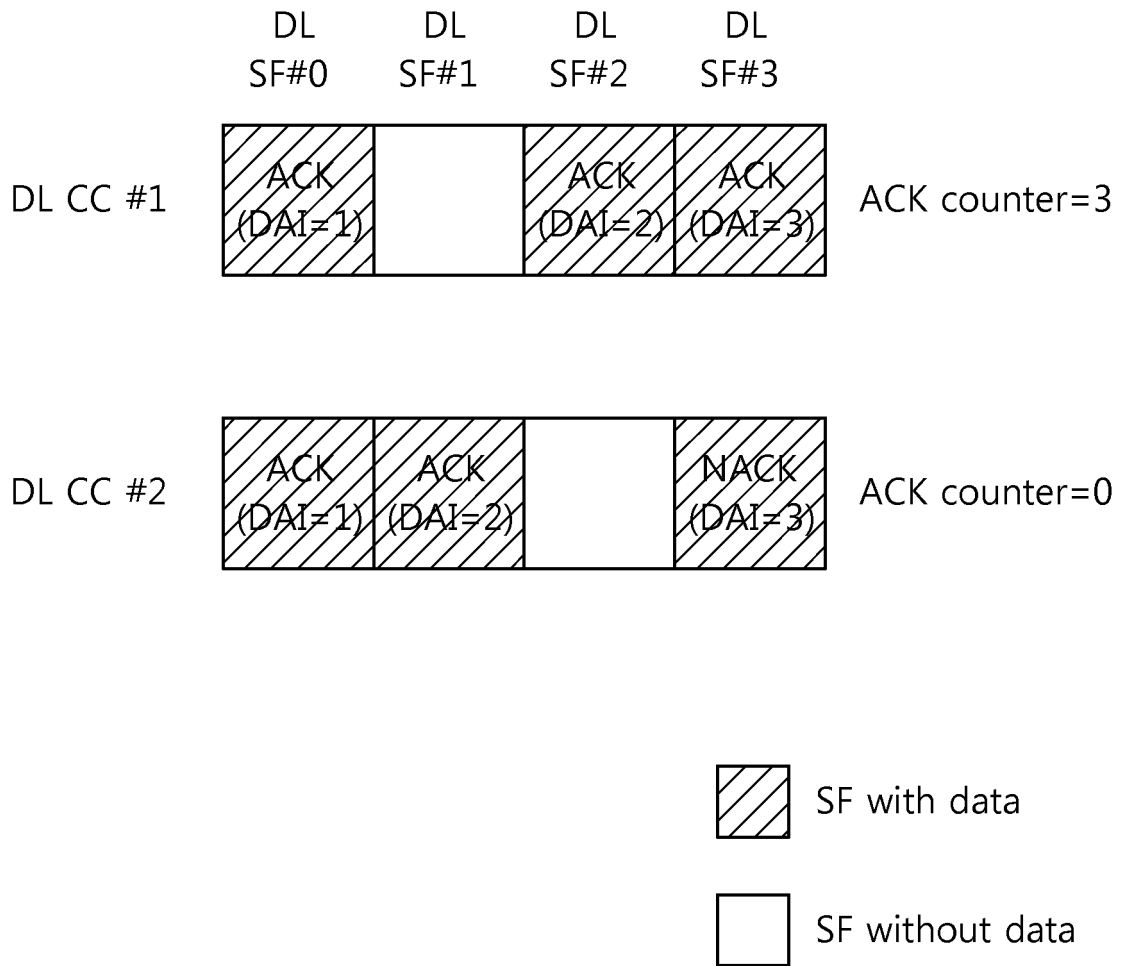 DL DL DL DL
SF#0 SF#1 SF#2 SF#3
DL CC #1
ACK
(DAI=1)
ACK
(DAI=2)
ACK
(DAI=3)
ACK counter=3
DL CC #2
ACK
(DAI=1)
ACK
(DAI=2)
NACK
(DAI=3)
ACK counter=0
SF with data
SF without data